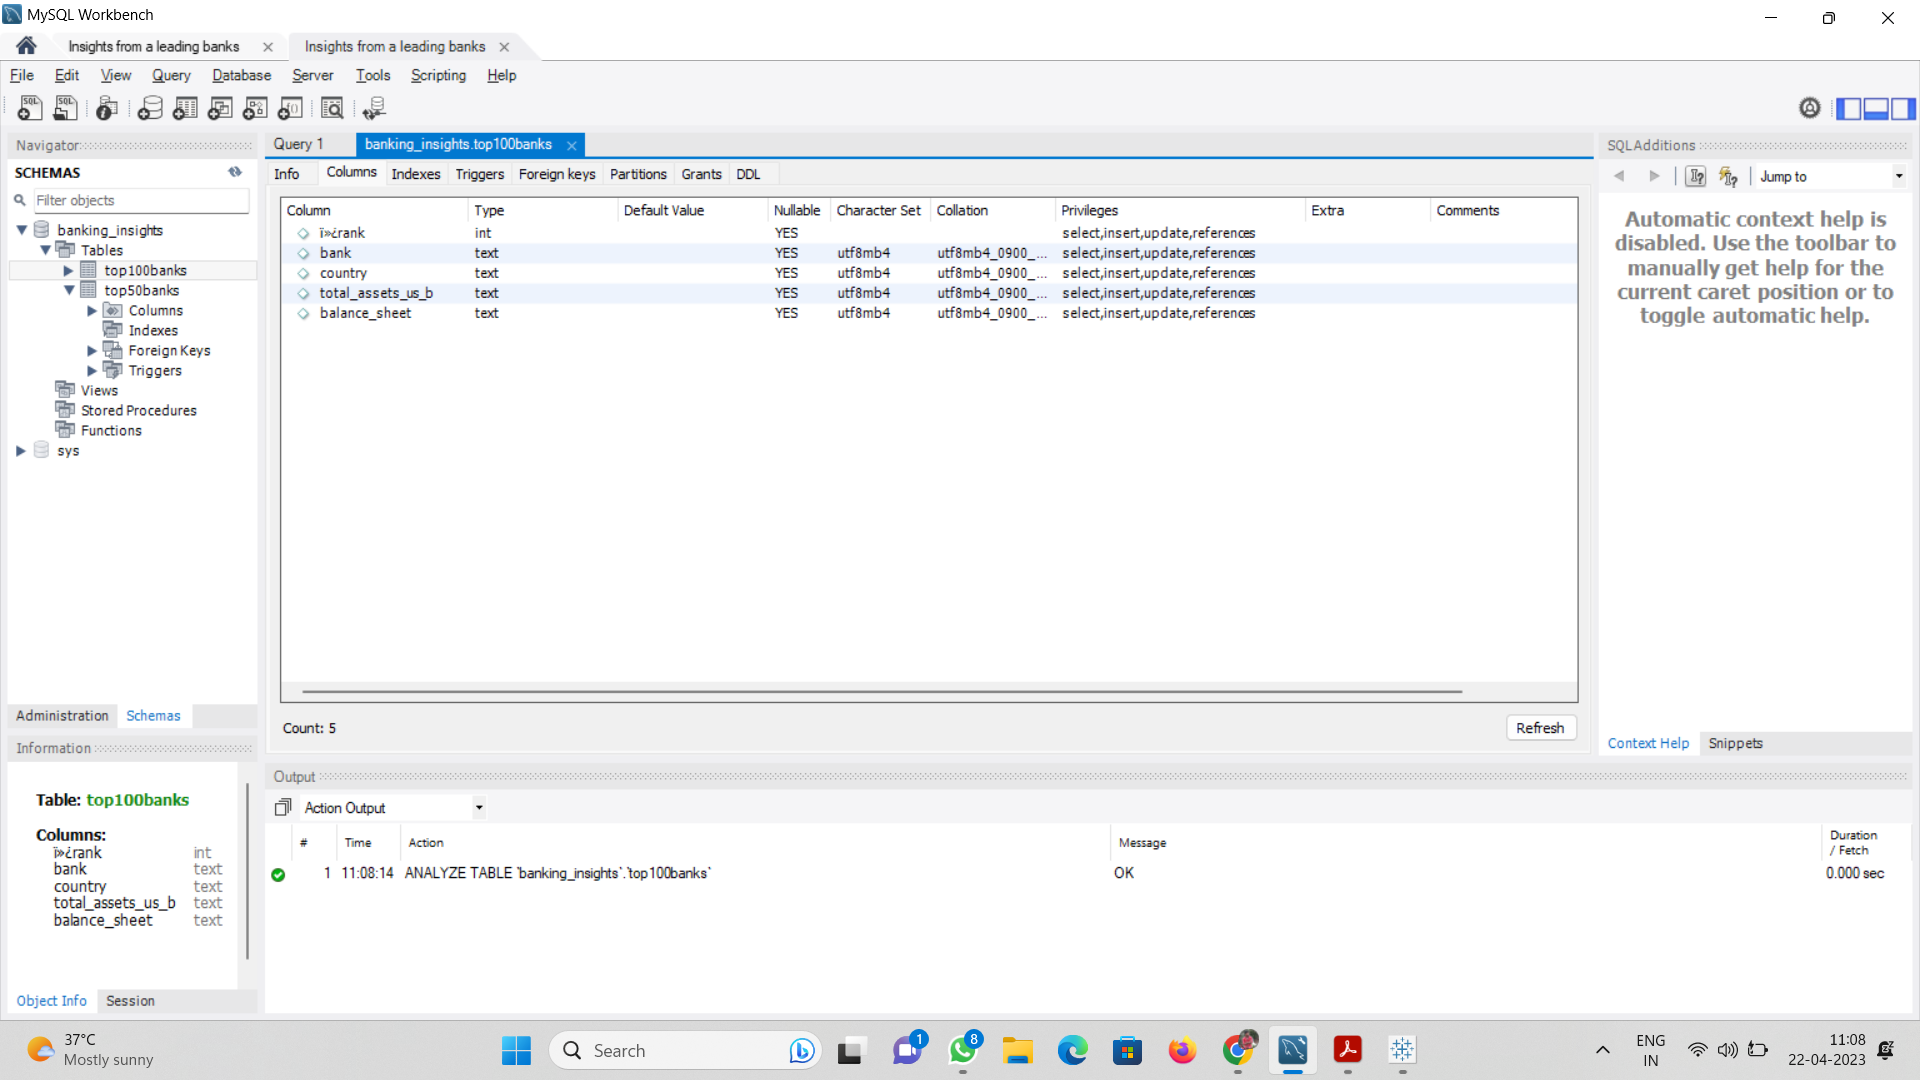 MySQL Workbench
Insights from a leading banks
Insights from a leading banks
File Edit View Query Database Server Tools Scripting Help
Navigator
SCHEMAS
Filter objects
banking_insights
Tables
top100banks
top50banks
Columns
Indexes
Foreign Keys
Triggers
Views
Stored Procedures
Functions
sys
Administration Schemas
Information
Table: top100banks
Columns:
ï»¿rank int
bank text
country text
total_assets_us_b text
balance_sheet text
Object Info Session
Query 1 banking_insights.top100banks
Info Columns Indexes Triggers Foreign keys Partitions Grants DDL
Column Type Default Value Nullable Character Set Collation Privileges Extra Comments
ï»¿rank int YES select,insert,update,references
bank text YES utf8mb4 utf8mb4_0900_... select,insert,update,references
country text YES utf8mb4 utf8mb4_0900_... select,insert,update,references
total_assets_us_b text YES utf8mb4 utf8mb4_0900_... select,insert,update,references
balance_sheet text YES utf8mb4 utf8mb4_0900_... select,insert,update,references
Count: 5
Refresh
Output
Action Output
# Time Action Message Duration / Fetch
1 11:08:14 ANALYZE TABLE `banking_insights`.`top100banks` OK 0.000 sec
SQLAdditions
Jump to
Automatic context help is
disabled. Use the toolbar to
manually get help for the
current caret position or to
toggle automatic help.
Context Help Snippets
37°C
Mostly sunny
Search
1
8
ENG
IN
11:08
22-04-2023